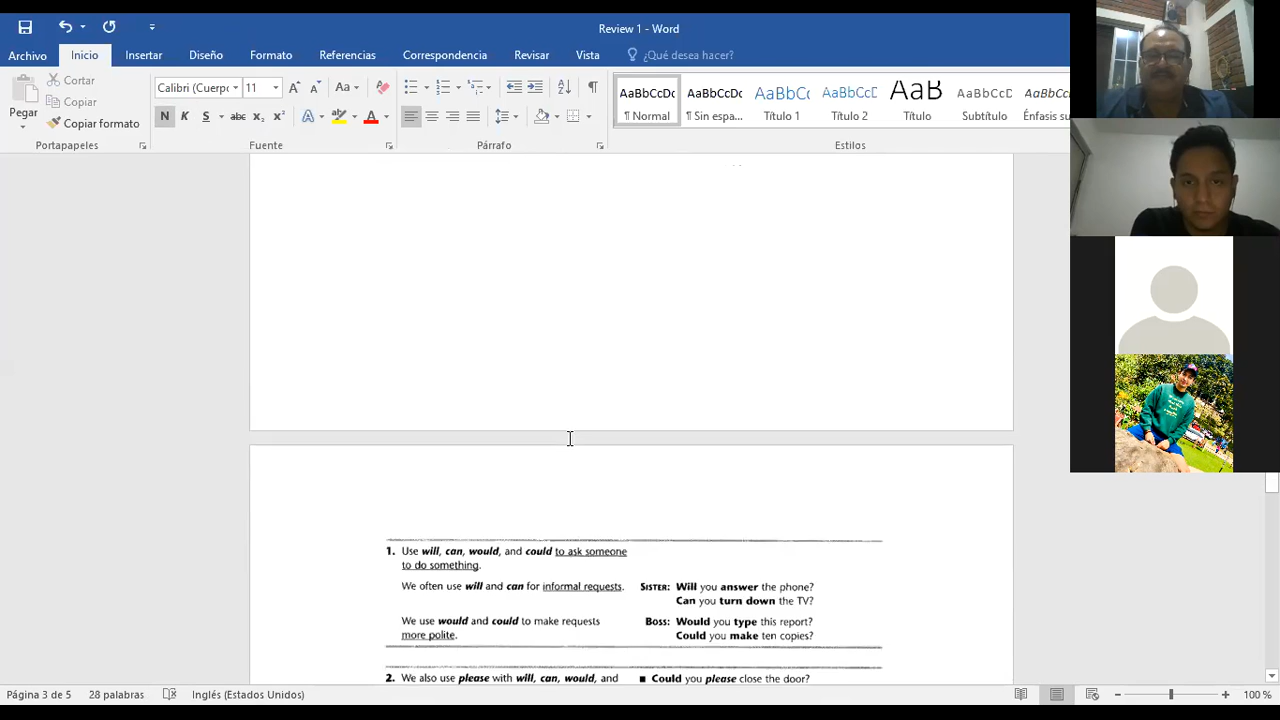 Review 1 - Word
Archivo Inicio Insertar Diseño Formato Referencias Correspondencia Revisar Vista ¿Qué desea hacer?
Pegar
Cortar
Copiar
Copiar formato
Portapapeles
Calibri (Cuerpo 11 Aa
N K S abc x₂ x² A A
Fuente
Párrafo
AaBbCcDc AaBbCcDc AaBbCc AaBbCcD AaB AaBbCcD AaBbCcD
¶ Normal ¶ Sin espa... Título 1 Título 2 Título Subtítulo Énfasis su
Estilos
1. Use will, can, would, and could to ask someone
to do something.
We often use will and can for informal requests. SISTER: Will you answer the phone?
Can you turn down the TV?
We use would and could to make requests BOSS: Would you type this report?
more polite. Could you make ten copies?
2. We also use please with will, can, would, and ■ Could you please close the door?
Página 3 de 5 28 palabras Inglés (Estados Unidos) 100 %